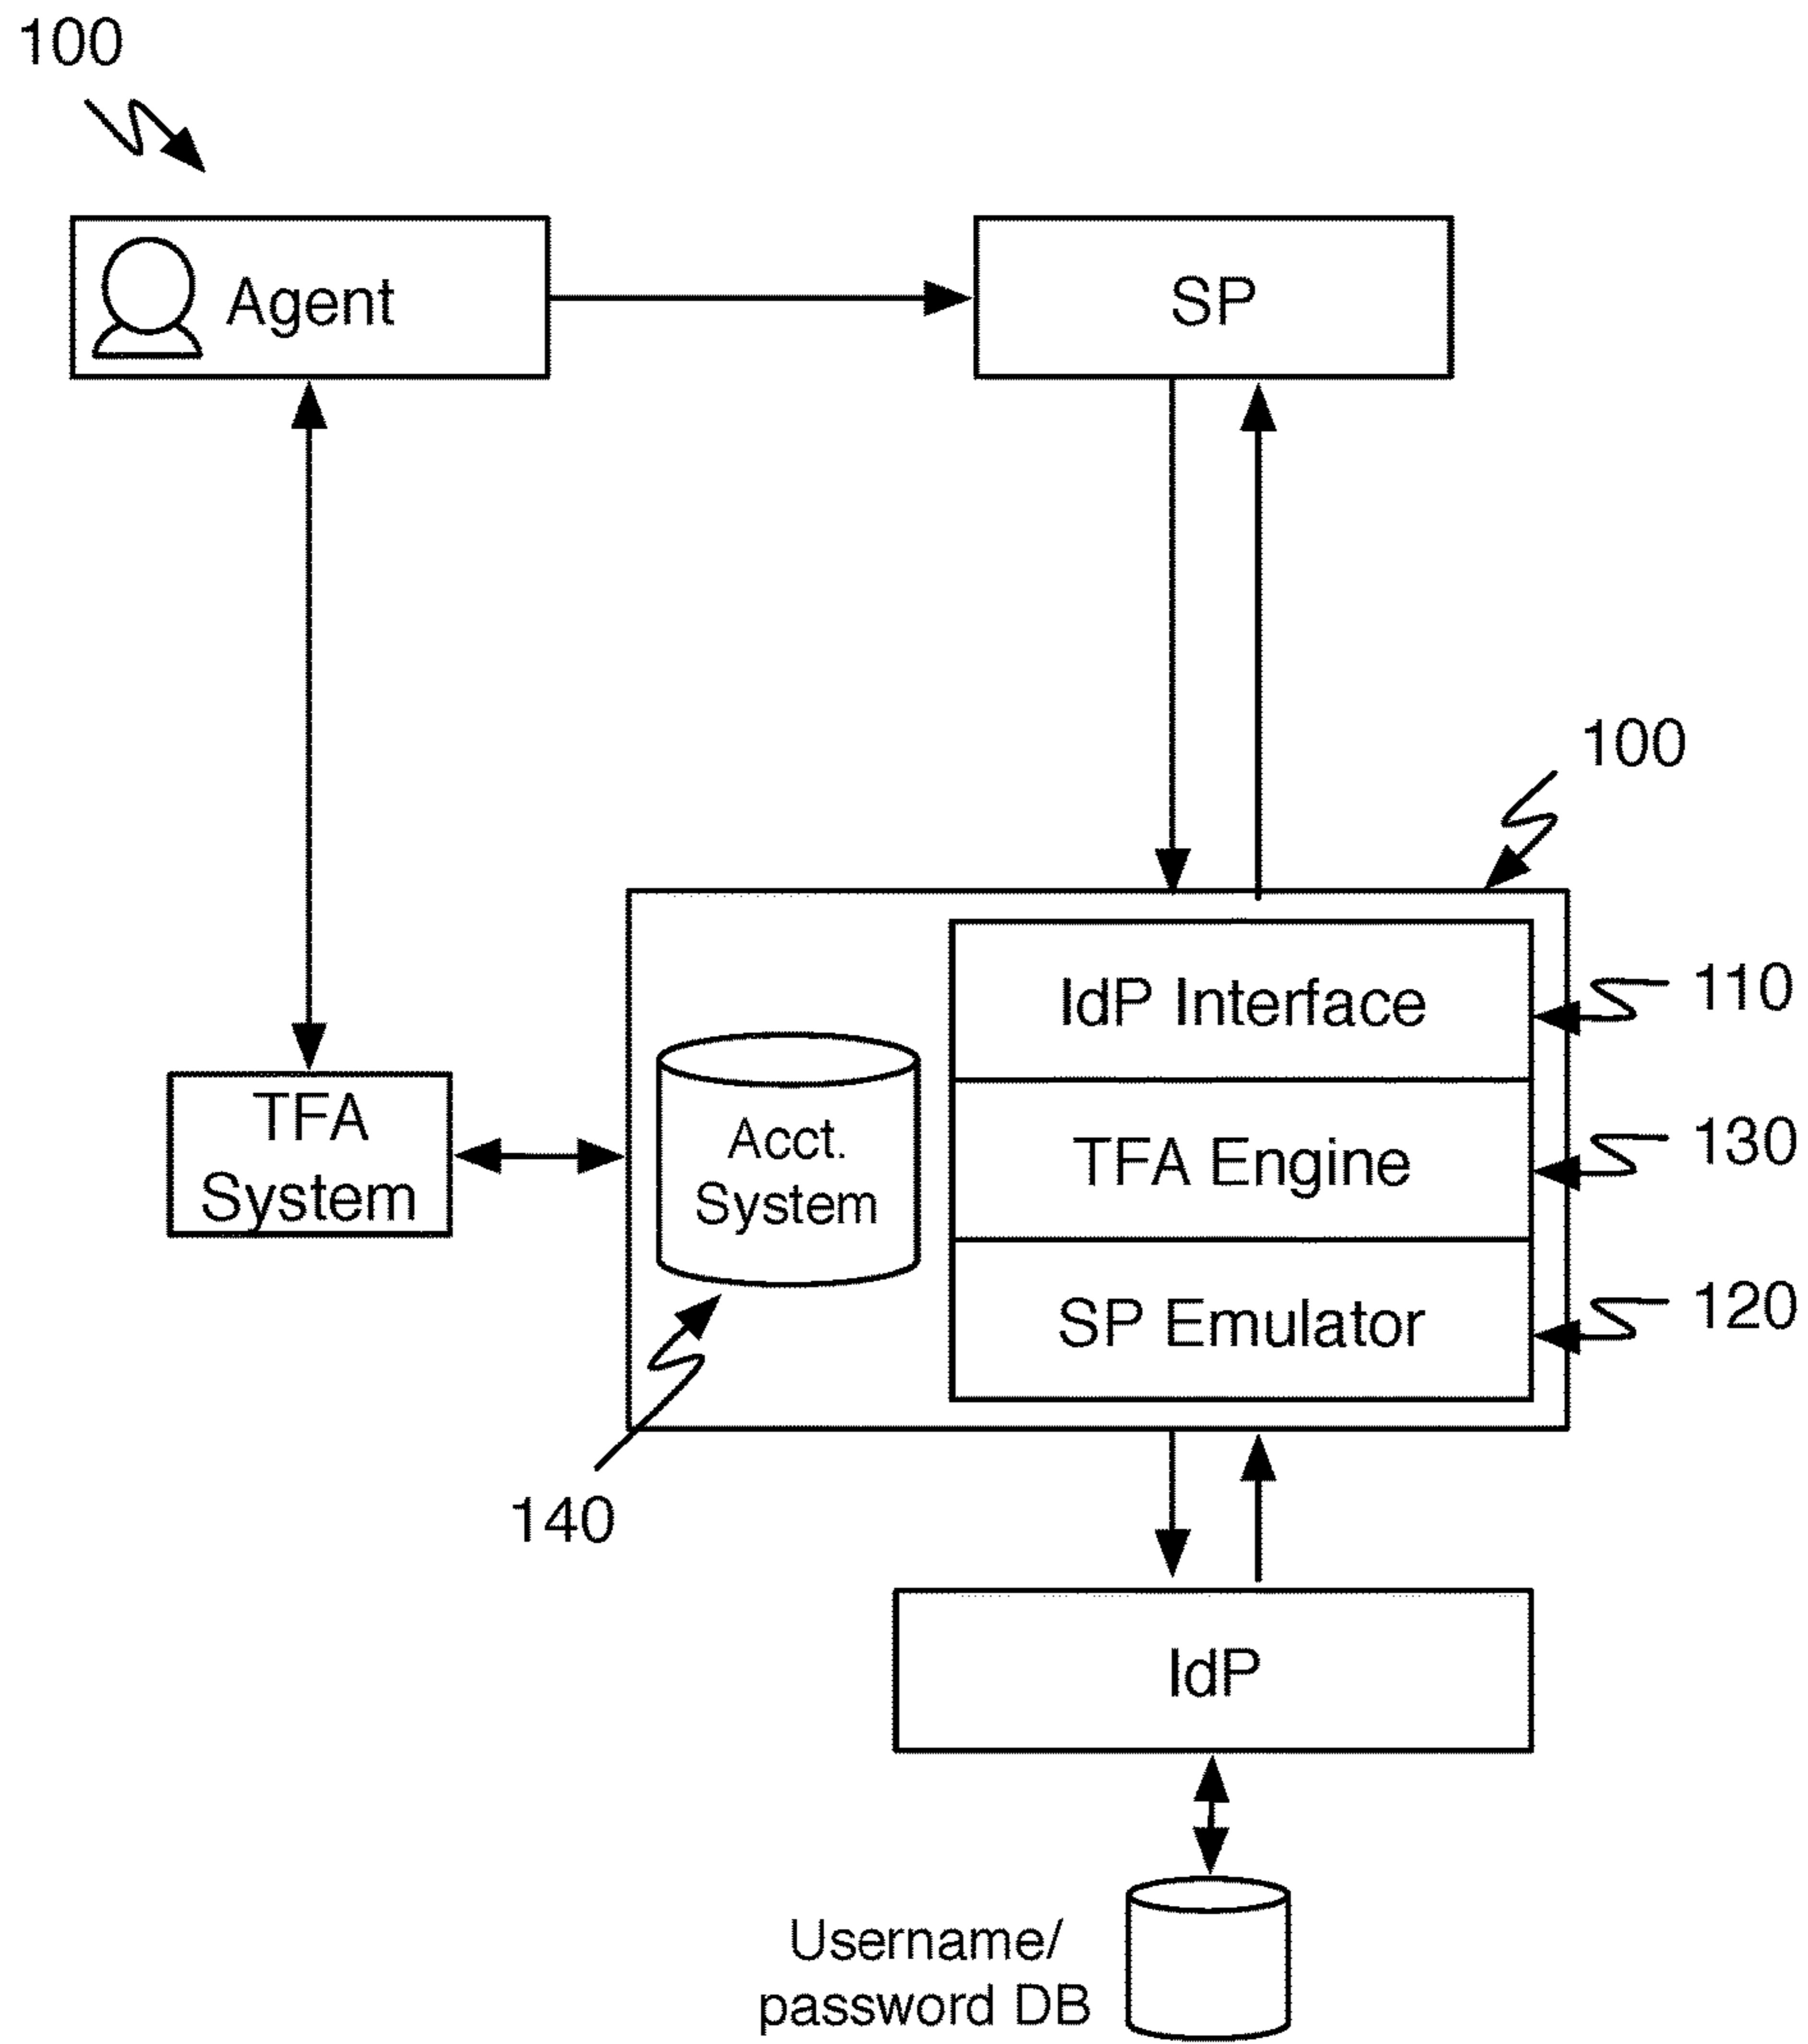 100
Agent
SP
100
IdP Interface
110
TFA
System
Acct.
System
TFA Engine
130
SP Emulator
120
140
IdP
Username/
password DB